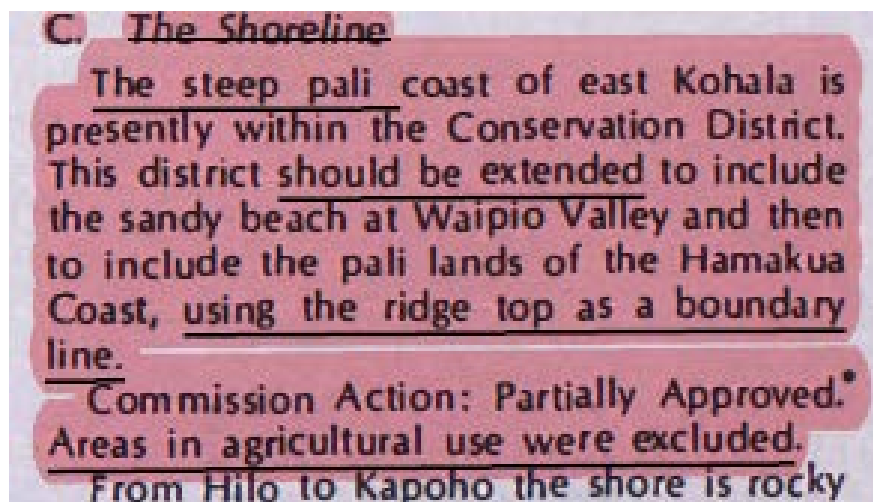 C. The Shoreline
The steep pali coast of east Kohala is
presently within the Conservation District.
This district should be extended to include
the sandy beach at Waipio Valley and then
to include the pali lands of the Hamakua
Coast, using the ridge top as a boundary
line.
Commission Action: Partially Approved.*
Areas in agricultural use were excluded.
From Hilo to Kapoho the shore is rocky